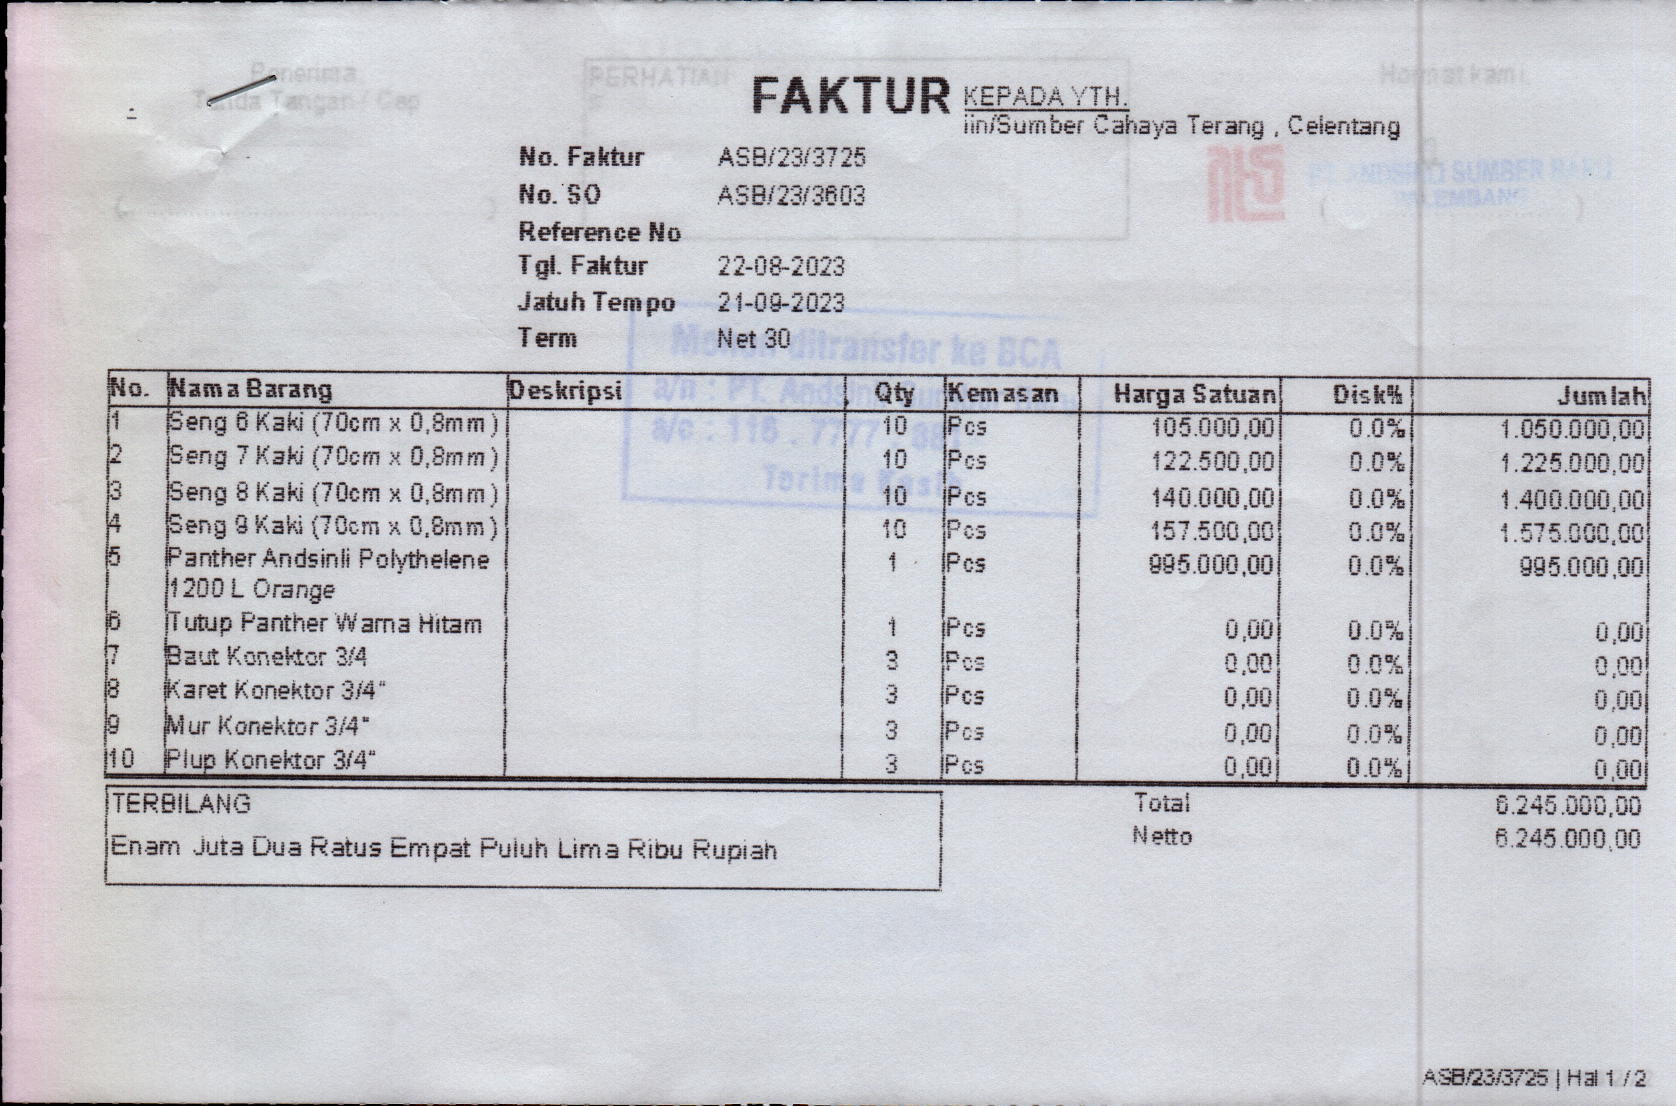 Penerima
Tanda Tangan / Cap
PERHATIAN
Hormat kami,
FAKTUR
KEPADA YTH.
iin/Sumber Cahaya Terang , Celentang
No. Faktur ASB/23/3725
No. SO ASB/23/3603
Reference No
Tgl. Faktur 22-08-2023
Jatuh Tempo 21-09-2023
Term Net 30
PT. ANDSINLI SUMBER BARU
PALEMBANG
Mohon ditransfer ke BCA
a/n : PT. Andsinli Sumber Baru
a/c : 116 . 7777
Terima Kasih
No. Nama Barang Deskripsi Qty Kemasan Harga Satuan Disk% Jumlah
1 Seng 6 Kaki (70cm x 0,8mm) 10 Pcs 105.000,00 0.0% 1.050.000,00
2 Seng 7 Kaki (70cm x 0,8mm) 10 Pcs 122.500,00 0.0% 1.225.000,00
3 Seng 8 Kaki (70cm x 0,8mm) 10 Pcs 140.000,00 0.0% 1.400.000,00
4 Seng 9 Kaki (70cm x 0,8mm) 10 Pcs 157.500,00 0.0% 1.575.000,00
5 Panther Andsinli Polythelene 1 Pcs 995.000,00 0.0% 995.000,00
1200 L Orange
6 Tutup Panther Warna Hitam 1 Pcs 0,00 0.0% 0,00
7 Baut Konektor 3/4 3 Pcs 0,00 0.0% 0,00
8 Karet Konektor 3/4" 3 Pcs 0,00 0.0% 0,00
9 Mur Konektor 3/4" 3 Pcs 0,00 0.0% 0,00
10 Plup Konektor 3/4" 3 Pcs 0,00 0.0% 0,00
TERBILANG
Enam Juta Dua Ratus Empat Puluh Lima Ribu Rupiah
Total 6.245.000,00
Netto 6.245.000,00
ASB/23/3725 | Hal 1 / 2